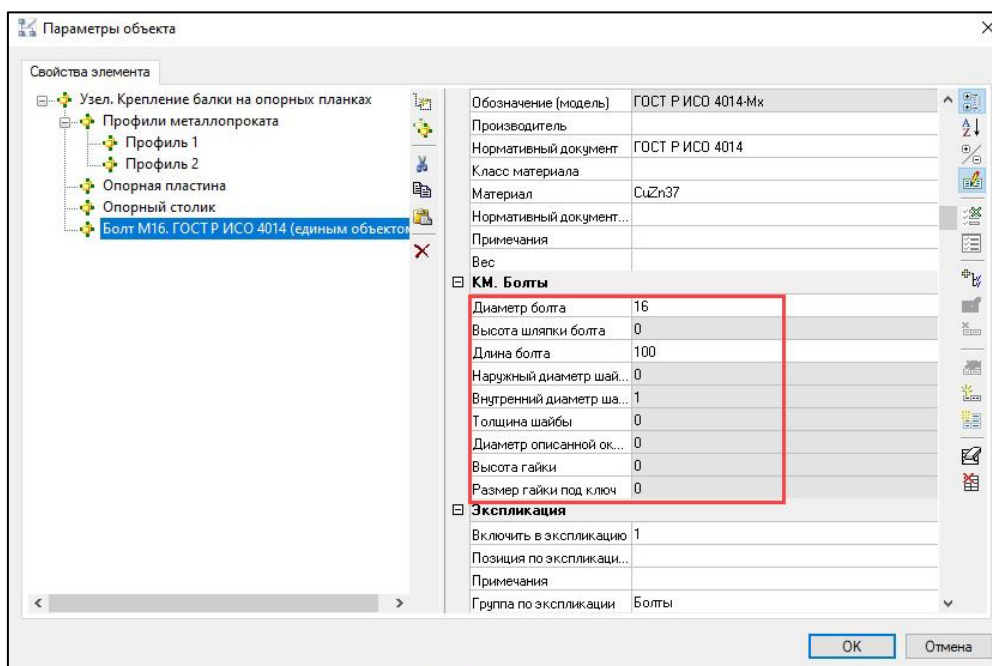 Параметры объекта
Свойства элемента
Узел. Крепление балки на опорных планках
Профили металлопроката
Профиль 1
Профиль 2
Опорная пластина
Опорный столик
Болт М16. ГОСТ Р ИСО 4014 (единым объектом
Обозначение (модель) ГОСТ Р ИСО 4014-Мх
Производитель
Нормативный документ ГОСТ Р ИСО 4014
Класс материала
Материал CuZn37
Нормативный документ...
Примечания
Вес
КМ. Болты
Диаметр болта 16
Высота шляпки болта 0
Длина болта 100
Наружный диаметр шай... 0
Внутренний диаметр ша... 1
Толщина шайбы 0
Диаметр описанной ок... 0
Высота гайки 0
Размер гайки под ключ 0
Экспликация
Включить в экспликацию 1
Позиция по экспликаци...
Примечания
Группа по экспликации Болты
OK Отмена